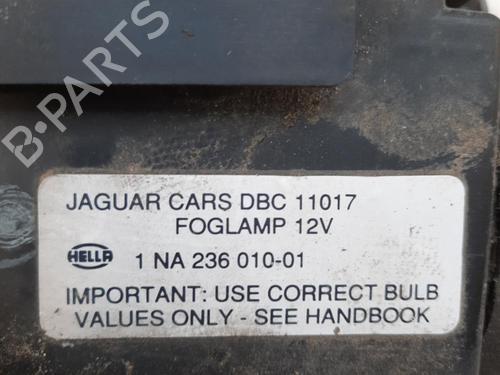 B-PARTS
JAGUAR CARS DBC 11017
FOGLAMP 12V
HELLA 1 NA 236 010-01
IMPORTANT: USE CORRECT BULB
VALUES ONLY - SEE HANDBOOK